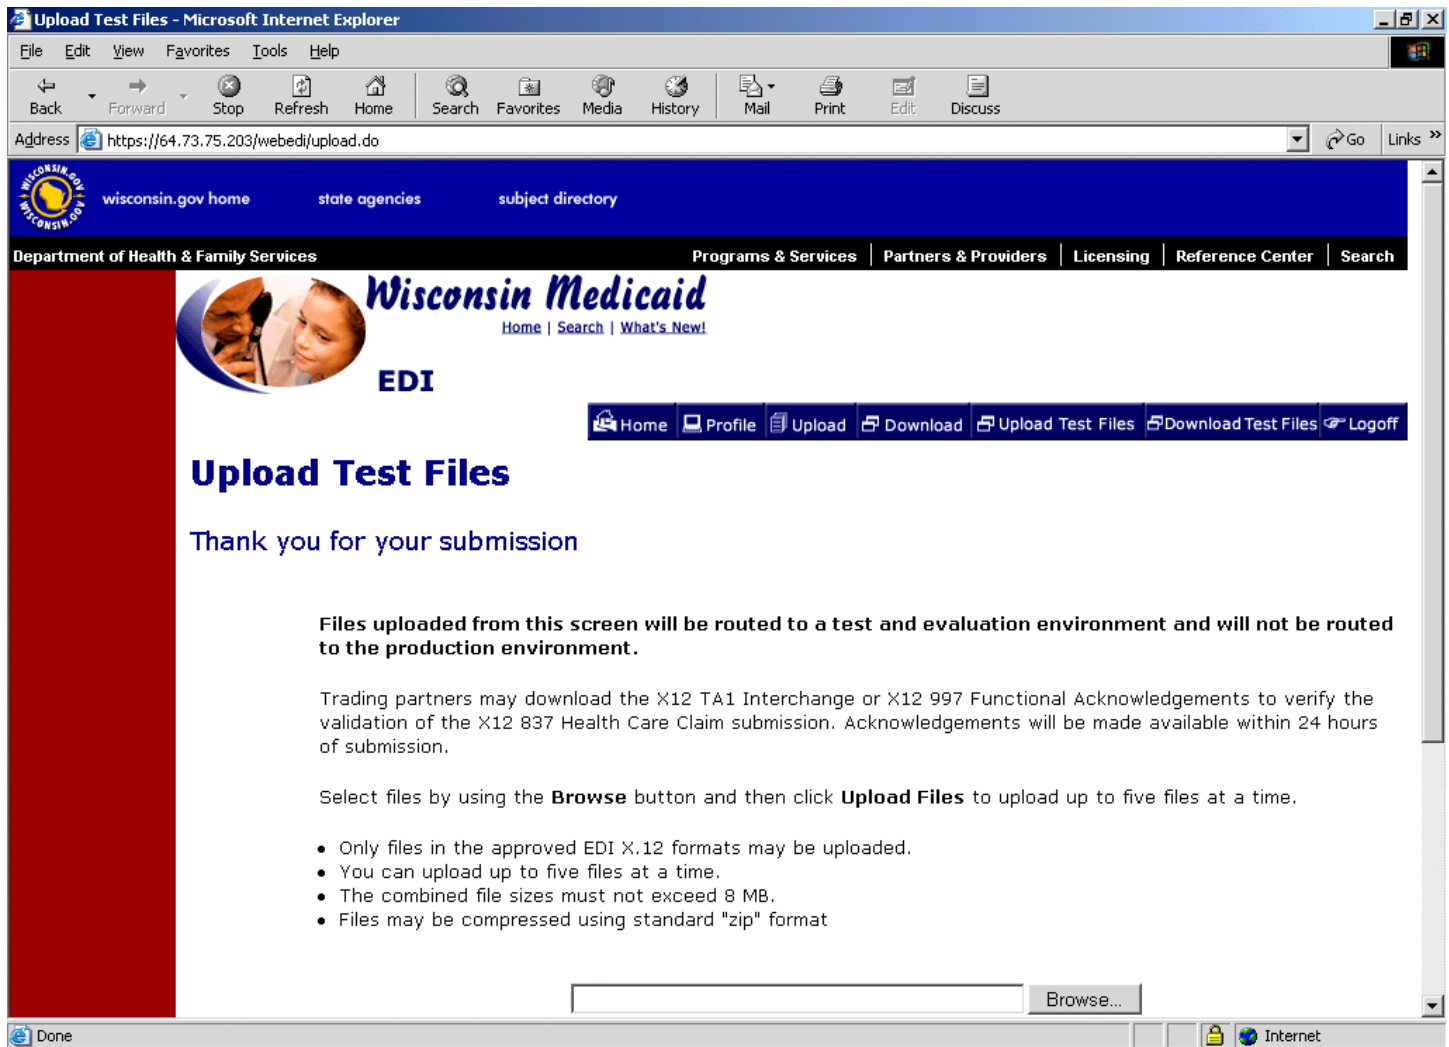 Upload Test Files - Microsoft Internet Explorer
File Edit View Favorites Tools Help
Back Forward Stop Refresh Home Search Favorites Media History Mail Print Edit Discuss
Address https://64.73.75.203/webedi/upload.do Go Links »
WISCONSIN.GOV WISCONSIN.GOV
wisconsin.gov home state agencies subject directory
Department of Health & Family Services Programs & Services | Partners & Providers | Licensing | Reference Center | Search
Wisconsin Medicaid
Home | Search | What's New!
EDI
Home Profile Upload Download Upload Test Files Download Test Files Logoff
Upload Test Files
Thank you for your submission
Files uploaded from this screen will be routed to a test and evaluation environment and will not be routed
to the production environment.
Trading partners may download the X12 TA1 Interchange or X12 997 Functional Acknowledgements to verify the
validation of the X12 837 Health Care Claim submission. Acknowledgements will be made available within 24 hours
of submission.
Select files by using the Browse button and then click Upload Files to upload up to five files at a time.
• Only files in the approved EDI X.12 formats may be uploaded.
• You can upload up to five files at a time.
• The combined file sizes must not exceed 8 MB.
• Files may be compressed using standard "zip" format
Browse...
Done Internet